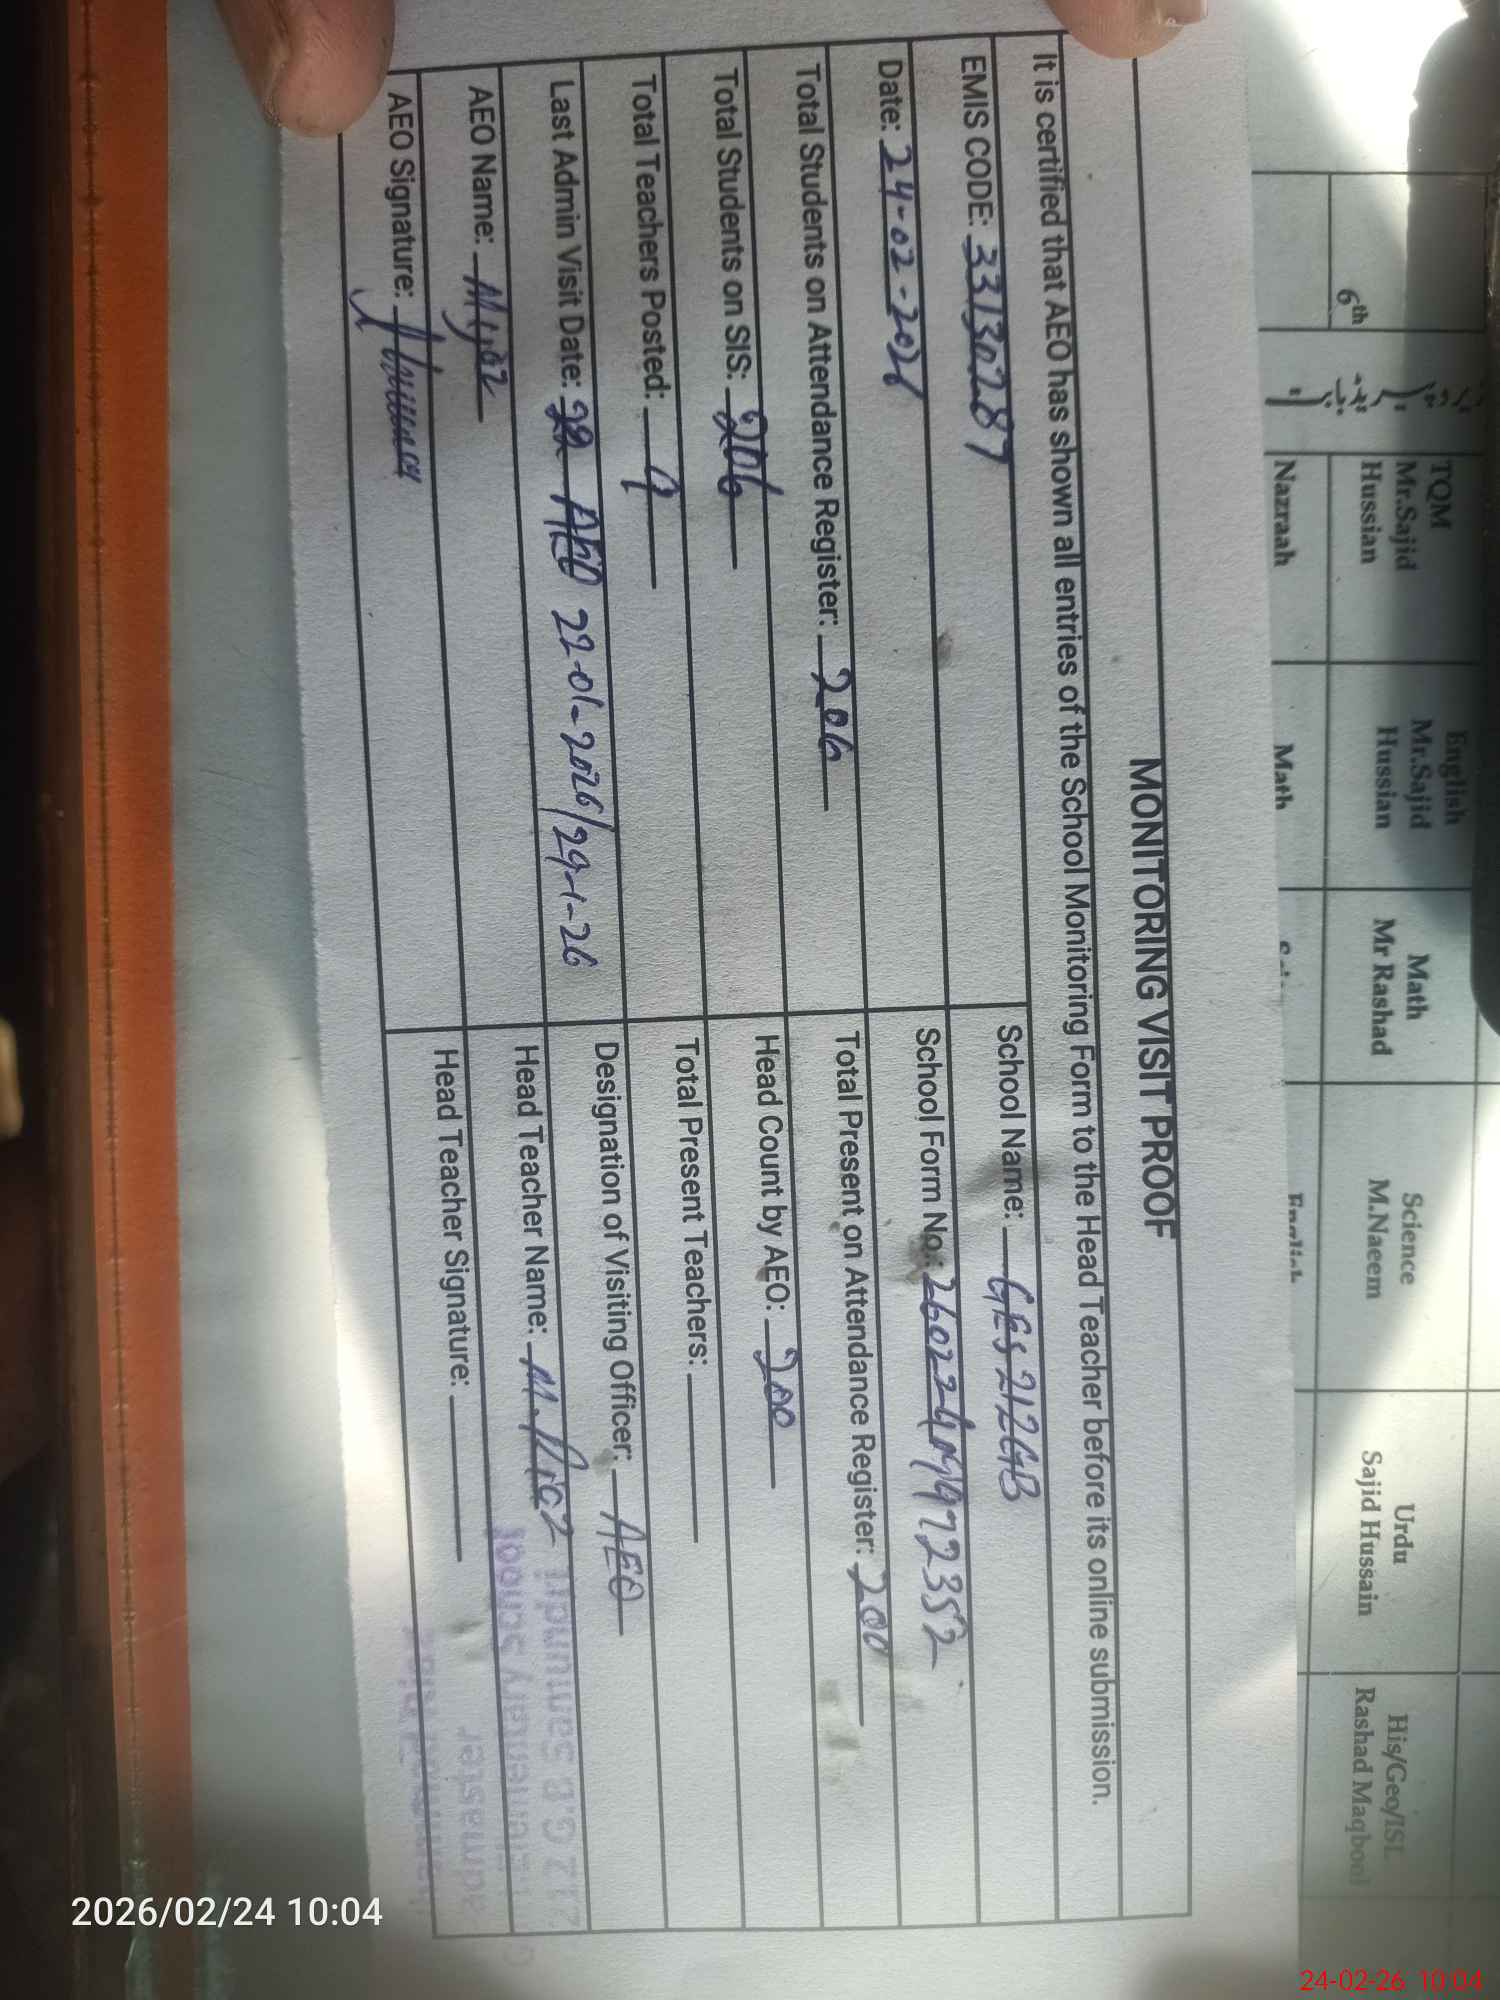 MONITORING VISIT PROOF
It is certified that AEO has shown all entries of the School Monitoring Form to the Head Teacher before its online submission.
EMIS CODE: 33130287 School Name: GES 212GB
Date: 24-02-2026 School Form No.:
Total Students on Attendance Register: 206 Total Present on Attendance Register: 200
Total Students on SIS: 206 Head Count by AEO: 200
Total Teachers Posted: 9 Total Present Teachers:
Last Admin Visit Date: AEO 22-01-2026/29-1-26 Designation of Visiting Officer: AEO
AEO Name: Head Teacher Name: M.Riaz
AEO Signature: Head Teacher Signature:
6th
TQM
Mr.Sajid
Hussian
English
Mr.Sajid
Hussian
Math
Mr Rashad
Science
M.Naeem
Urdu
Sajid Hussain
His/Geo/ISL
Rashad Maqbool
Nazraah Math English
2026/02/24 10:04
24-02-26 10:04